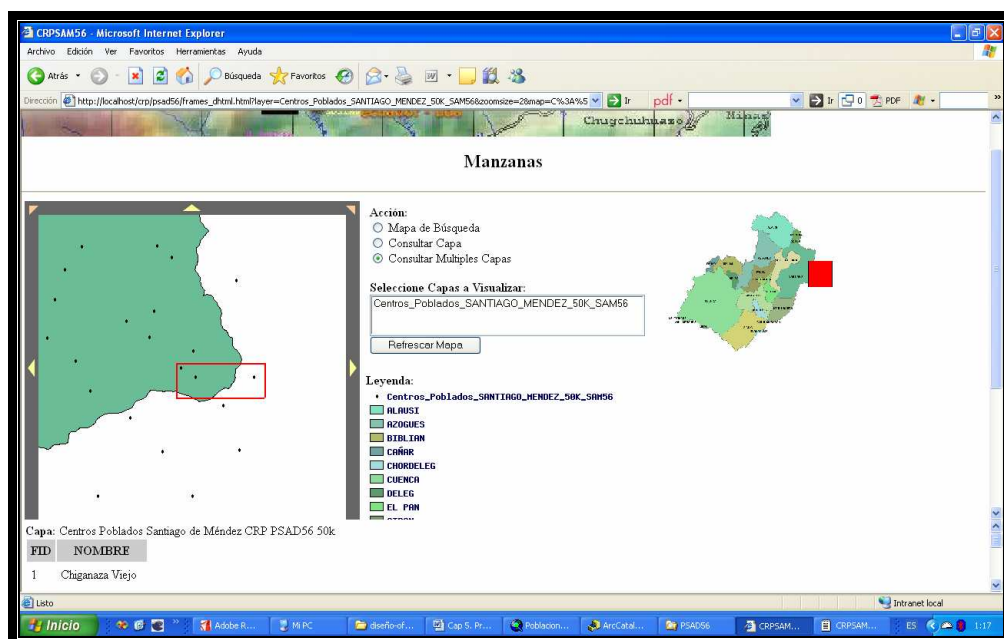 CRPSAM56 - Microsoft Internet Explorer
Archivo Edición Ver Favoritos Herramientas Ayuda
Atrás Búsqueda Favoritos
Dirección http://localhost/crp/psad56/frames_dhtml.html?layer=Centros_Poblados_SANTIAGO_MENDEZ_50K_SAM56&zoomsize=2&map=C%3A%5 Ir pdf Ir 0 PDF
Chugchuhuaso Minas
Manzanas
Acción:
Mapa de Búsqueda
Consultar Capa
Consultar Multiples Capas
Seleccione Capas a Visualizar:
Centros_Poblados_SANTIAGO_MENDEZ_50K_SAM56
Refrescar Mapa
Leyenda:
Centros_Poblados_SANTIAGO_MENDEZ_50K_SAM56
ALAUSI
AZOGUES
BIBLIAN
CAÑAR
CHORDELEG
CUENCA
DELEG
EL PAN
Capa: Centros Poblados Santiago de Méndez CRP PSAD56 50k
FID NOMBRE
1 Chiganaza Viejo
Listo Intranet local
Inicio Adobe R... Mi PC diseño-of... Cap 5. Pr... Poblacion... ArcCatal... PSAD56 CRPSAM... CRPSAM... ES 1:17